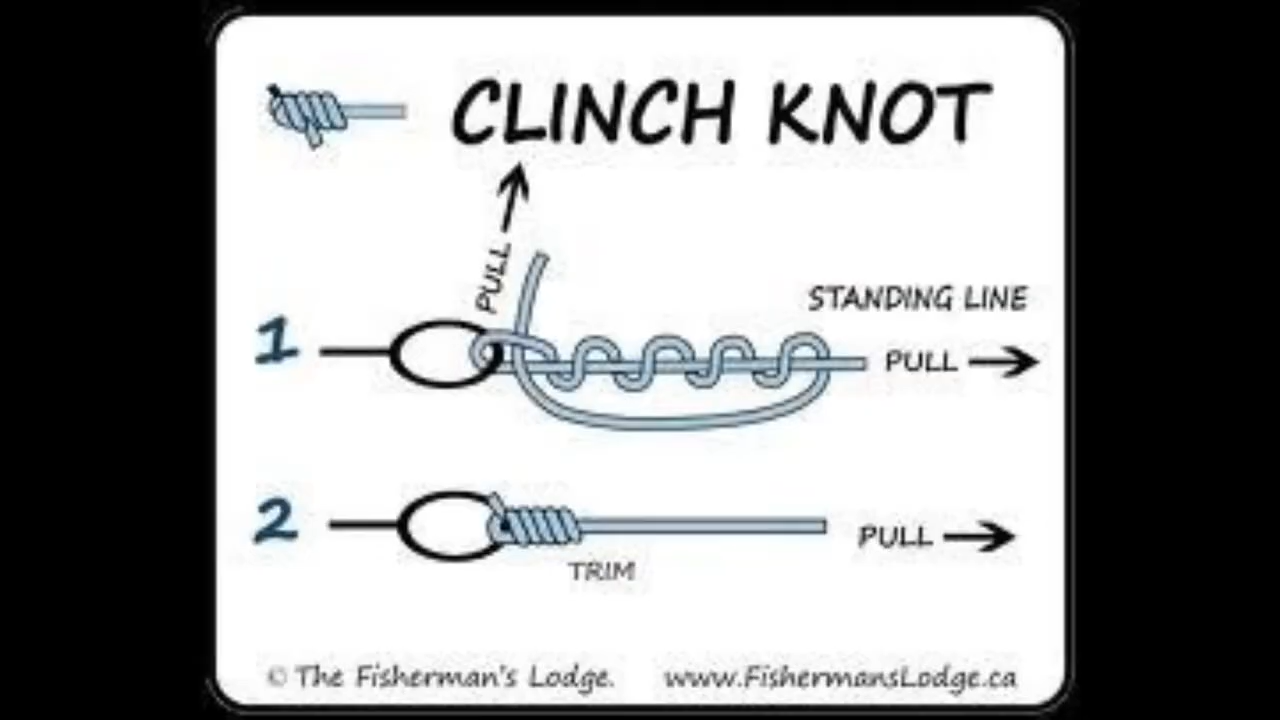 CLINCH KNOT
PULL
STANDING LINE
1
PULL
2
PULL
TRIM
© The Fisherman's Lodge.
www.FishermansLodge.ca